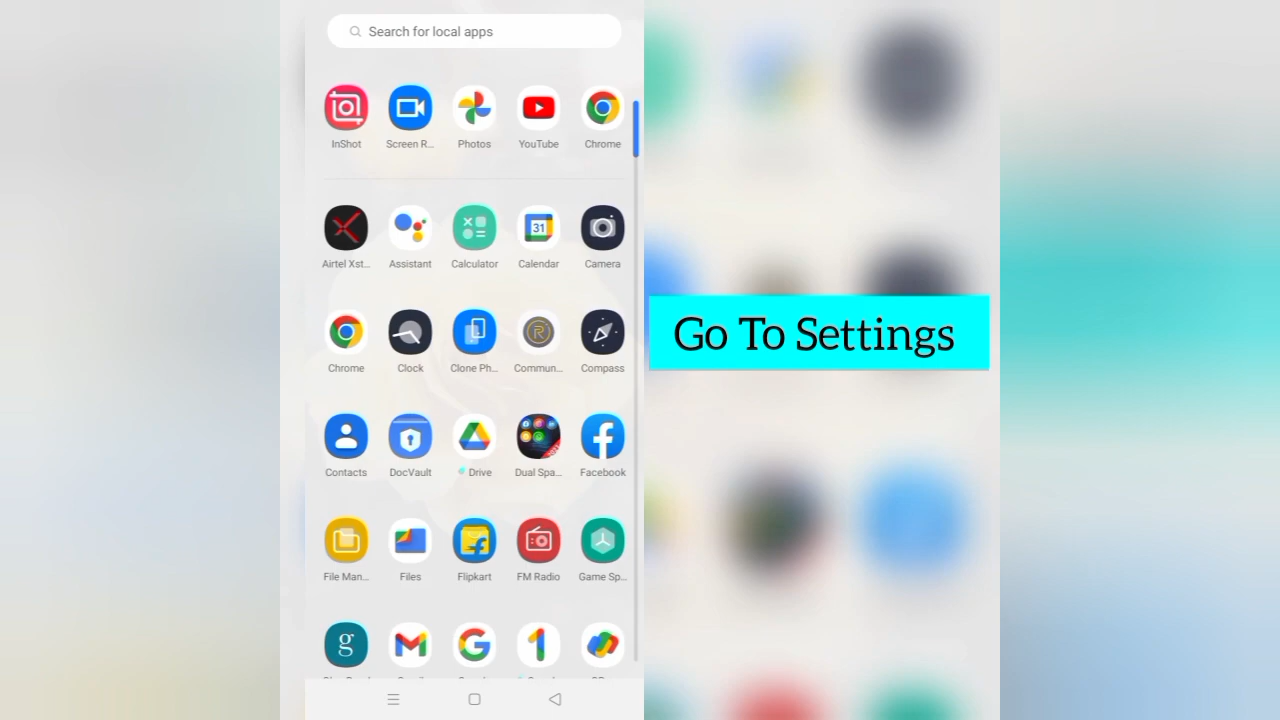 Search for local apps
InShot
Screen R...
Photos
YouTube
Chrome
Airtel Xst...
Assistant
Calculator
31
Calendar
Camera
Chrome
Clock
Clone Ph...
R
Commun...
Compass
Contacts
DocVault
Drive
Dual Spa...
Facebook
File Man...
Files
Flipkart
FM Radio
Game Sp...
g
Go To Settings